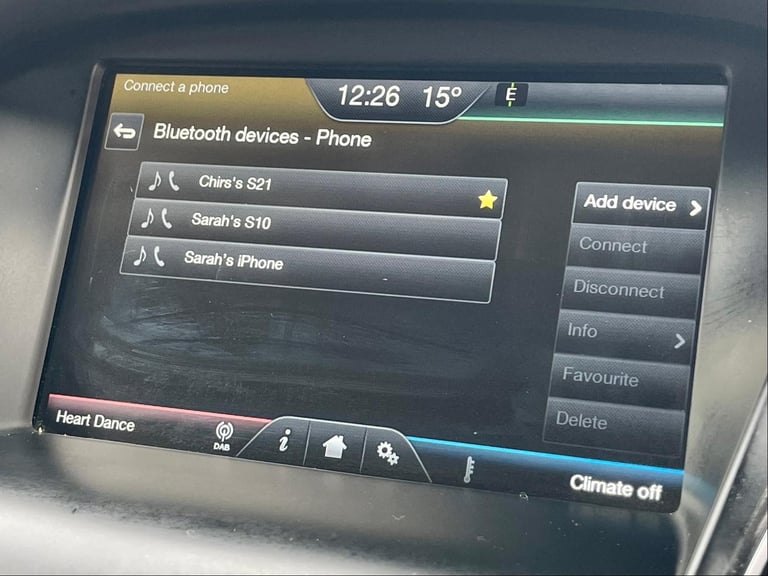 Connect a phone
12:26 15° E
Bluetooth devices - Phone
Chirs's S21
Sarah's S10
Sarah's iPhone
Add device
Connect
Disconnect
Info
Favourite
Delete
Heart Dance
DAB
i
Climate off